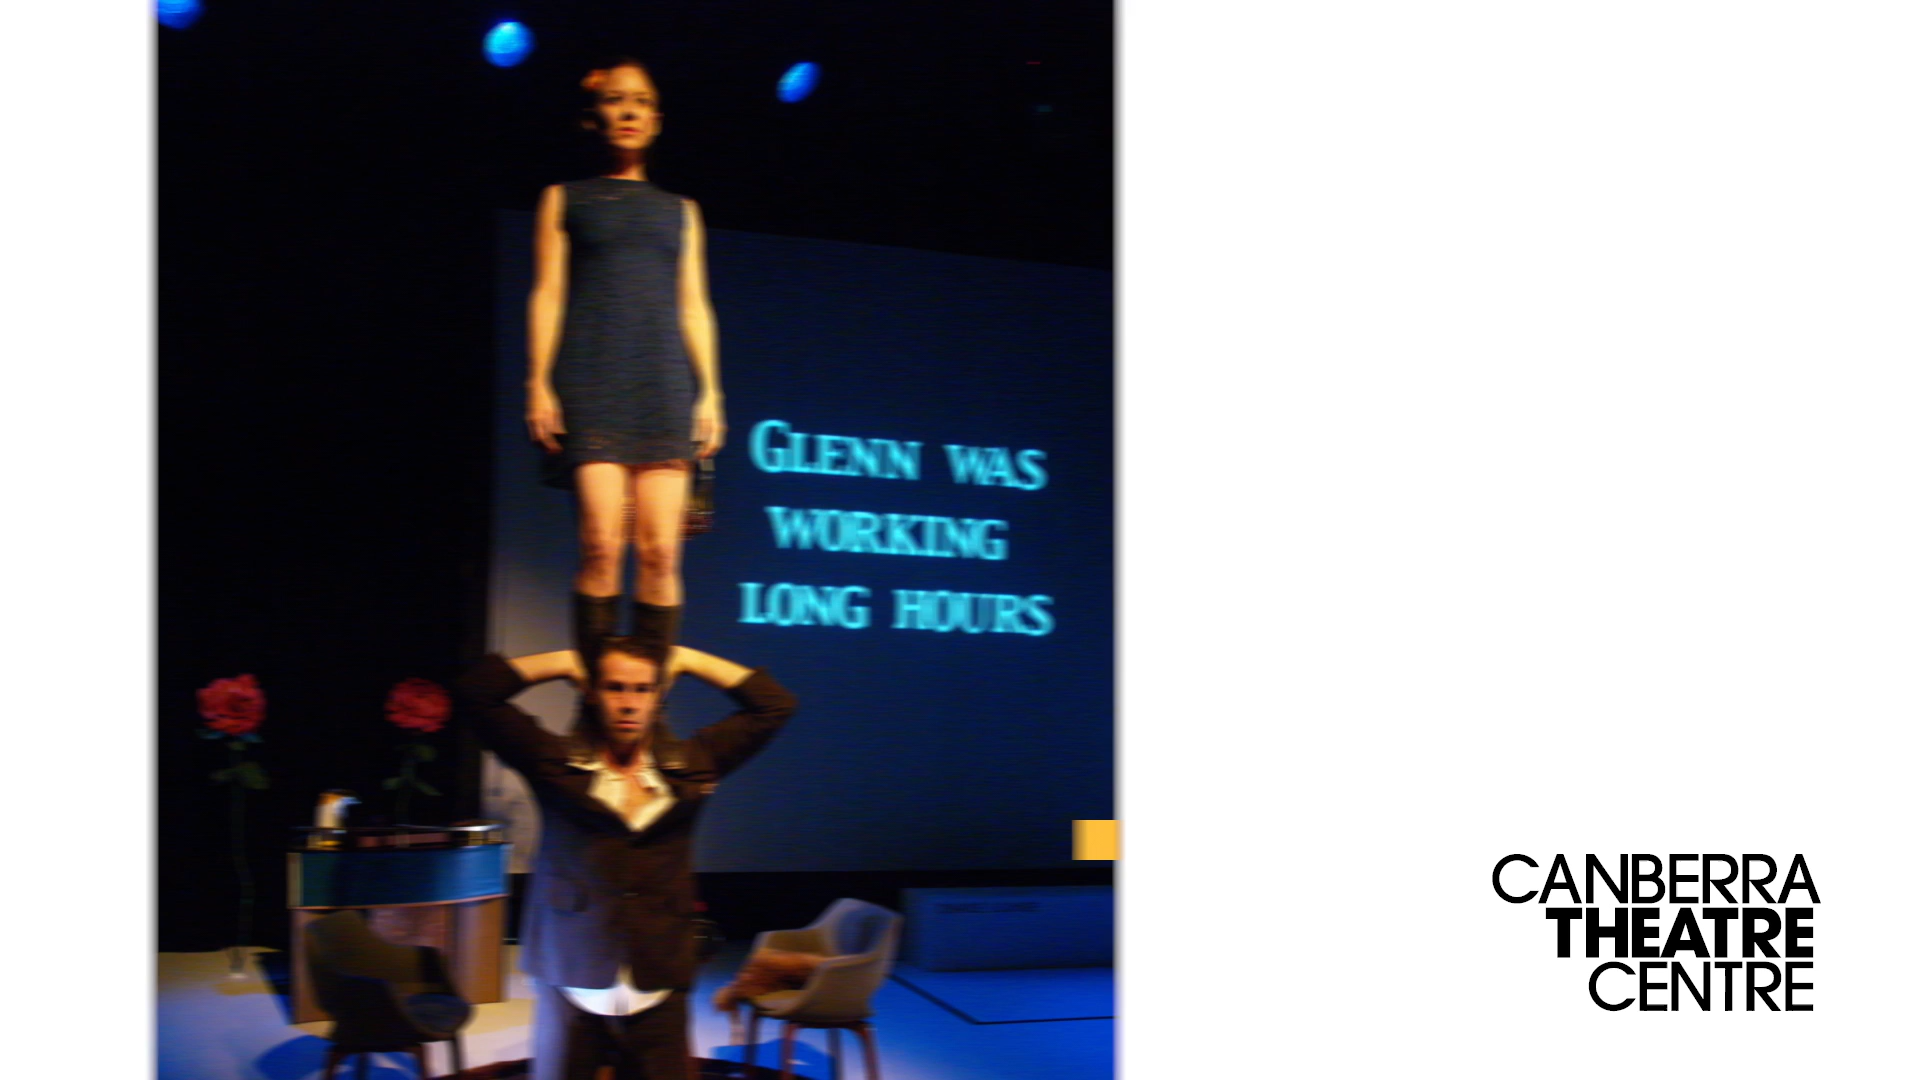 GLENN WAS
WORKING
LONG HOURS
CANBERRA
THEATRE
CENTRE